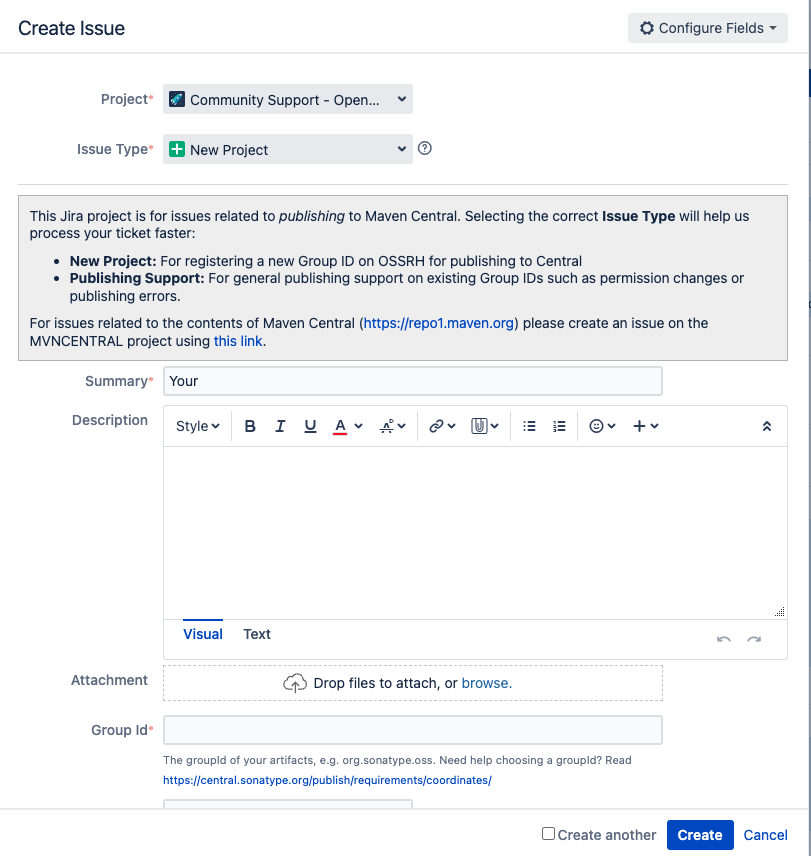 Create Issue
Configure Fields
Project*
Community Support - Open...
Issue Type*
New Project
This Jira project is for issues related to publishing to Maven Central. Selecting the correct Issue Type will help us
process your ticket faster:
• New Project: For registering a new Group ID on OSSRH for publishing to Central
• Publishing Support: For general publishing support on existing Group IDs such as permission changes or
publishing errors.
For issues related to the contents of Maven Central (https://repo1.maven.org) please create an issue on the
MVNCENTRAL project using this link.
Summary*
Your
Description
Style
B I U A
Visual Text
Attachment
Drop files to attach, or browse.
Group Id*
The groupId of your artifacts, e.g. org.sonatype.oss. Need help choosing a groupId? Read
https://central.sonatype.org/publish/requirements/coordinates/
Create another
Create
Cancel